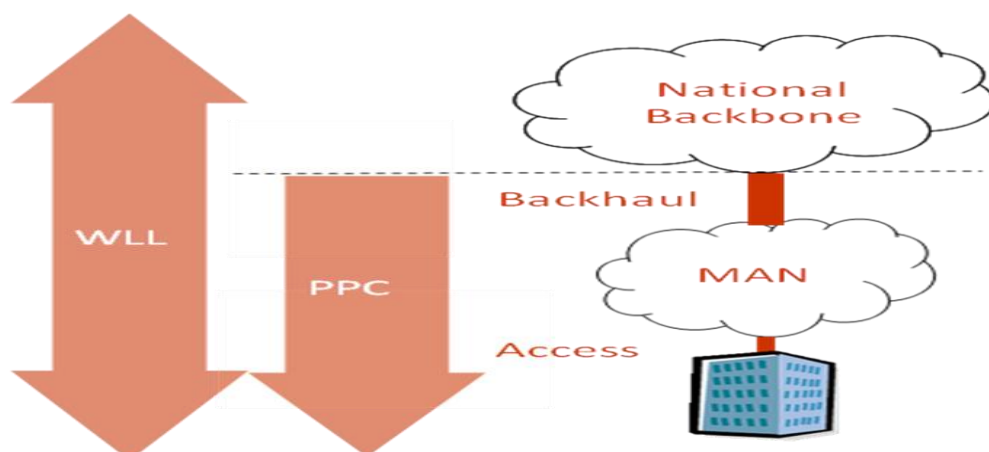 National
Backbone
Backhaul
WLL
MAN
PPC
Access